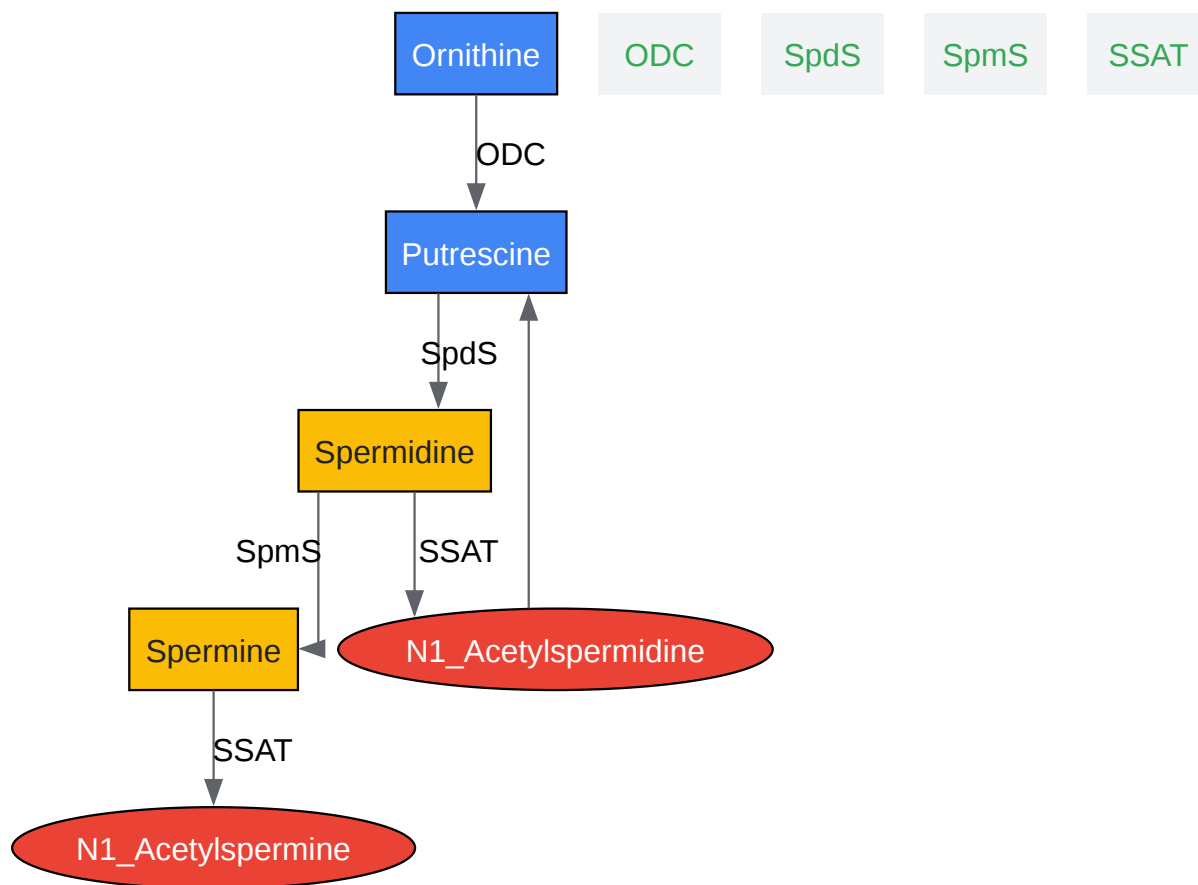 Ornithine
ODC
SpdS
SpmS
SSAT
ODC
Putrescine
SpdS
Spermidine
SpmS
SSAT
Spermine
N1_Acetylspermidine
SSAT
N1_Acetylspermine